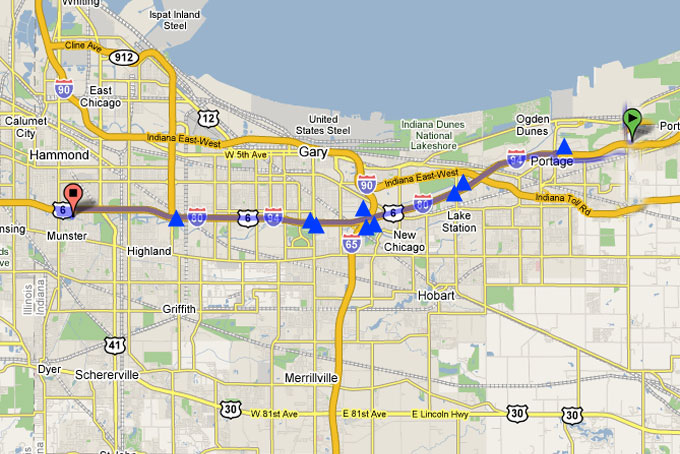 Whiting
Ispat Inland
Steel
Cline Ave
912
90
East
Chicago
12
Calumet
City
United
States Steel
Indiana Dunes
National
Lakeshore
Ogden
Dunes
Port
Indiana East-West
Hammond
W 5th Ave
Gary
94
Portage
90
Indiana East-West
6
80
6
94
6
80
Indiana Toll Rd
Lake
Station
nsing
Munster
Highland
65
New
Chicago
Illinois
Indiana
Hobart
Griffith
41
Dyer
Schererville
Merrillville
30
W 81st Ave
E 81st Ave
E Lincoln Hwy
30
30